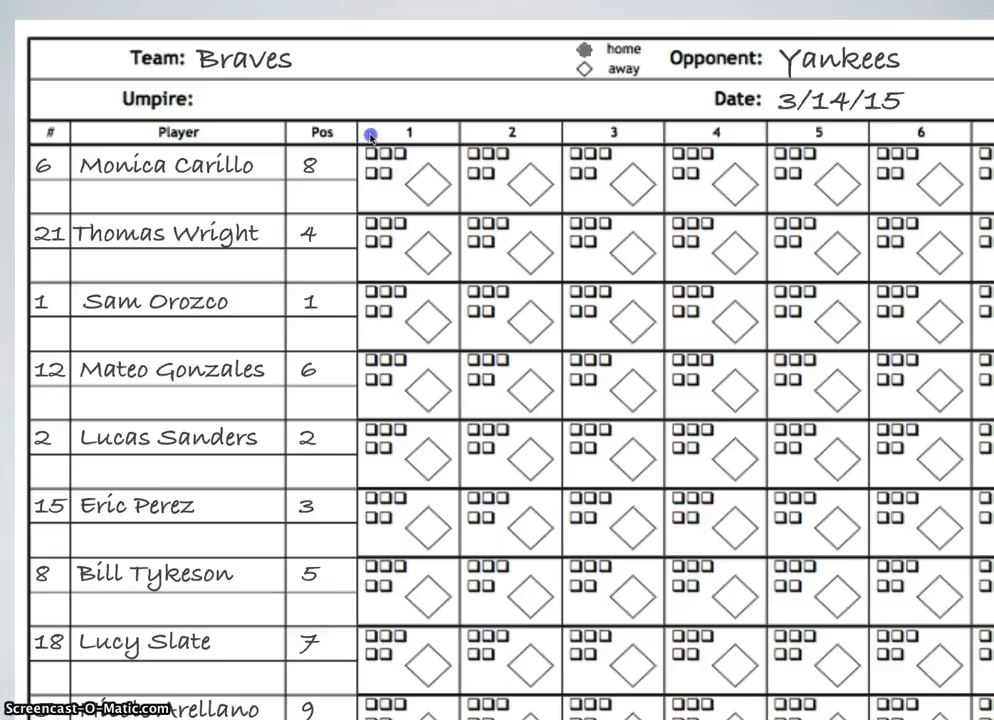 Team: Braves home Opponent: Yankees
away
Umpire: Date: 3/14/15
# Player Pos 1 2 3 4 5 6
6 Monica Carillo 8
21 Thomas Wright 4
1 Sam Orozco 1
12 Mateo Gonzales 6
2 Lucas Sanders 2
15 Eric Perez 3
8 Bill Tykeson 5
18 Lucy Slate 7
Arellano 9
Screencast-O-Matic.com